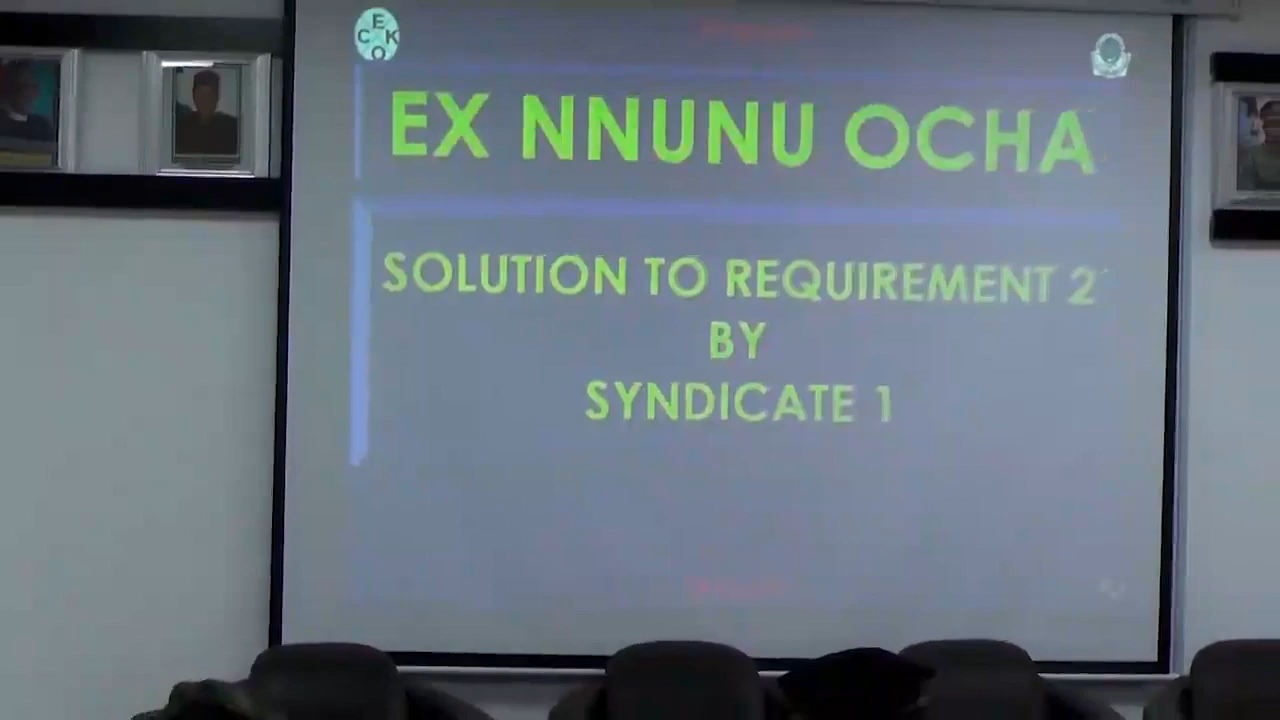 E
C K
O
EX NNUNU OCHA
SOLUTION TO REQUIREMENT 2
BY
SYNDICATE 1